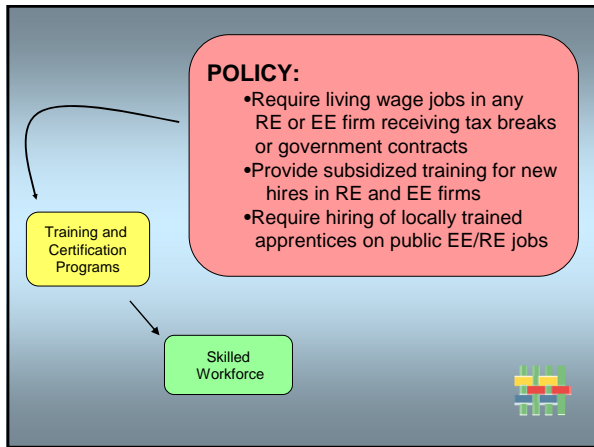 POLICY:
•Require living wage jobs in any
RE or EE firm receiving tax breaks
or government contracts
•Provide subsidized training for new
hires in RE and EE firms
•Require hiring of locally trained
apprentices on public EE/RE jobs
Training and
Certification
Programs
Skilled
Workforce